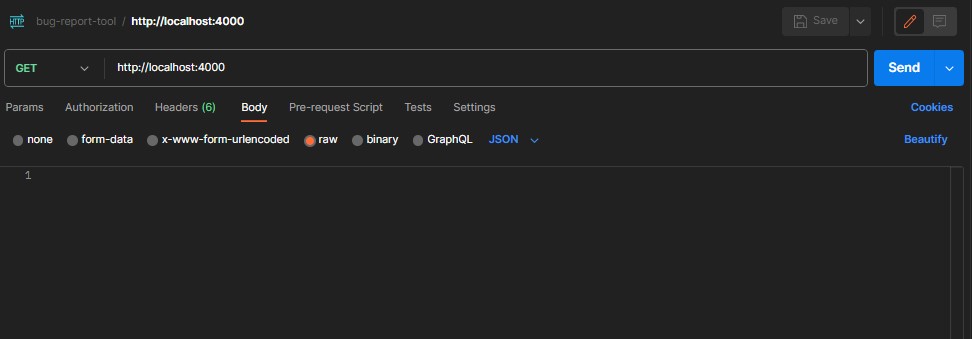 HTTP bug-report-tool / http://localhost:4000 Save
GET http://localhost:4000 Send
Params Authorization Headers (6) Body Pre-request Script Tests Settings Cookies
none form-data x-www-form-urlencoded raw binary GraphQL JSON Beautify
1